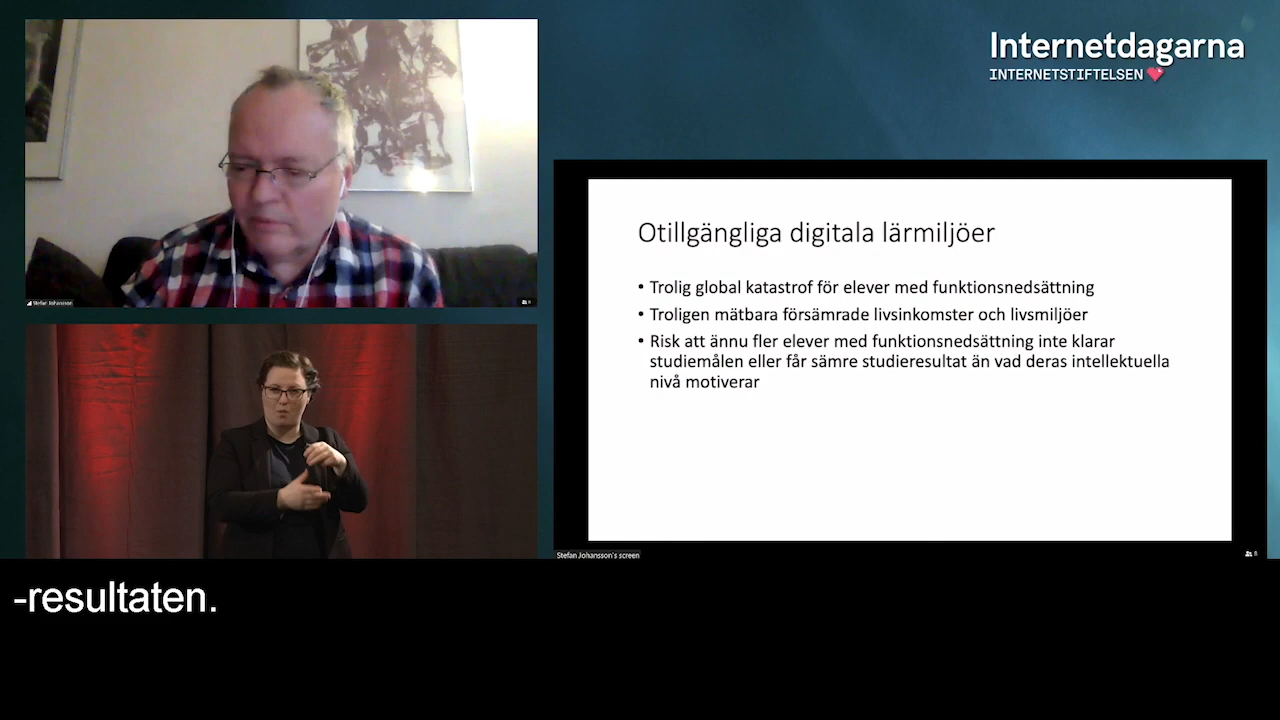 Internetdagarna
INTERNETSTIFTELSEN
Stefan Johansson
Otillgängliga digitala lärmiljöer
• Trolig global katastrof för elever med funktionsnedsättning
• Troligen mätbara försämrade livsinkomster och livsmiljöer
• Risk att ännu fler elever med funktionsnedsättning inte klarar
studiemålen eller får sämre studieresultat än vad deras intellektuella
nivå motiverar
Stefan Johansson's screen
-resultaten.